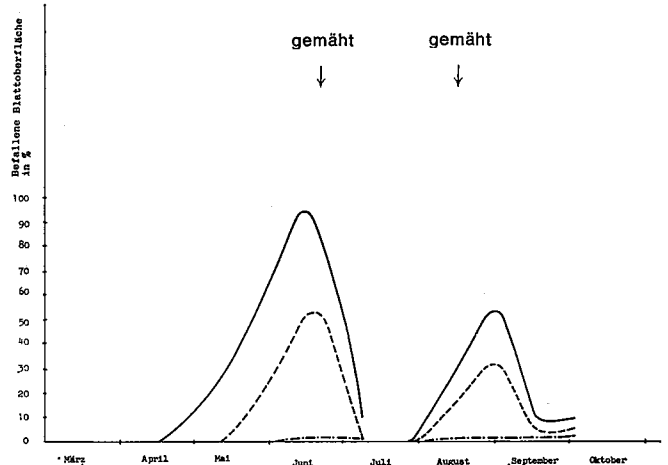 gemäht
gemäht
Befallene Blattoberfläche
in %
100
90
80
70
60
50
40
30
20
10
0
März
April
Mai
Juni
Juli
August
September
Oktober